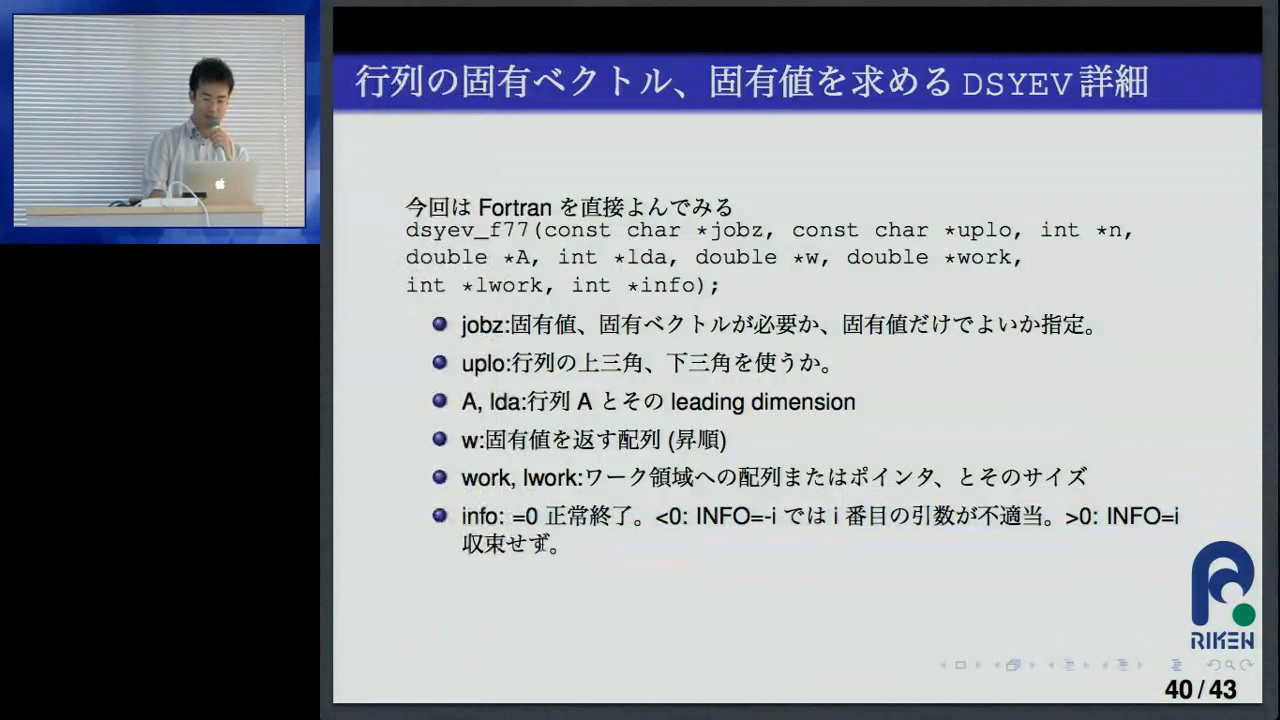 行列の固有ベクトル、固有値を求める DSYEV 詳細
今回は Fortran を直接よんでみる
dsyev_f77(const char *jobz, const char *uplo, int *n,
double *A, int *lda, double *w, double *work,
int *lwork, int *info);
jobz:固有値、固有ベクトルが必要か、固有値だけでよいか指定。
uplo:行列の上三角、下三角を使うか。
A, lda:行列 A とその leading dimension
w:固有値を返す配列 (昇順)
work, lwork:ワーク領域への配列またはポインタ、とそのサイズ
info: =0 正常終了。<0: INFO=-i では i 番目の引数が不適当。>0: INFO=i
収束せず。
RIKEN
40 / 43